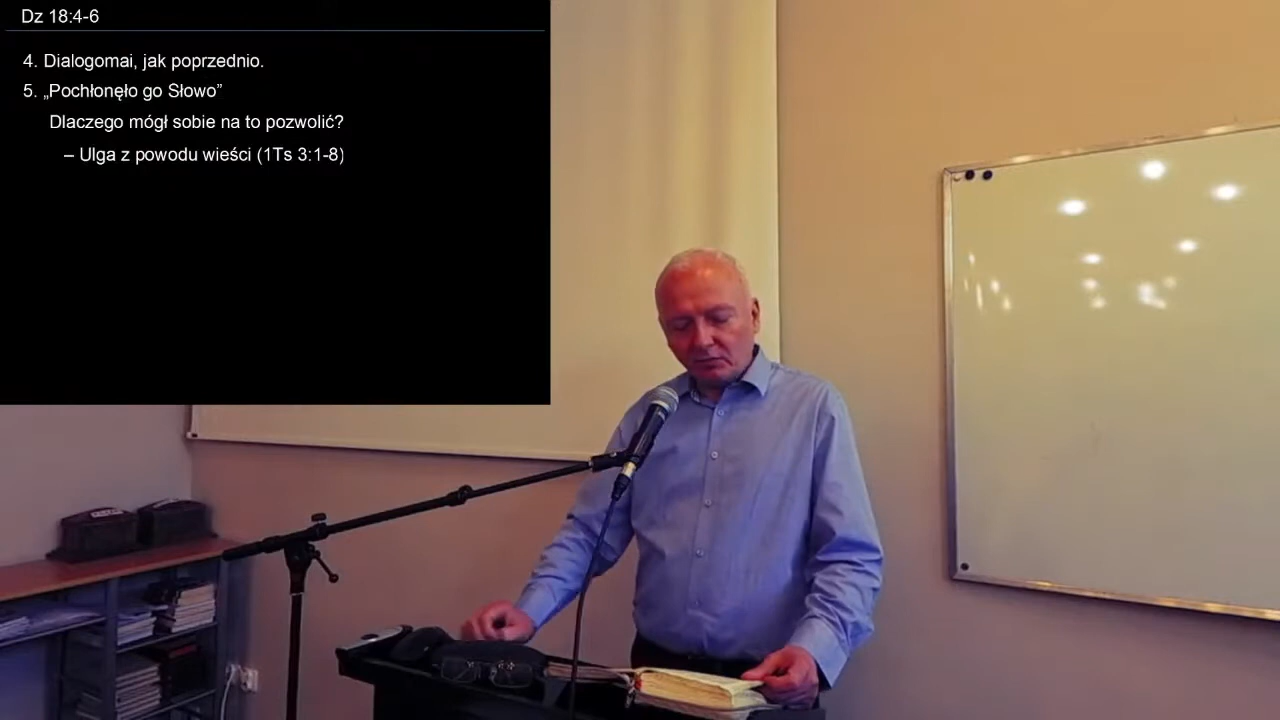 Dz 18:4-6
4. Dialogomai, jak poprzednio.
5. „Pochłonęło go Słowo”
Dlaczego mógł sobie na to pozwolić?
– Ulga z powodu wieści (1Ts 3:1-8)